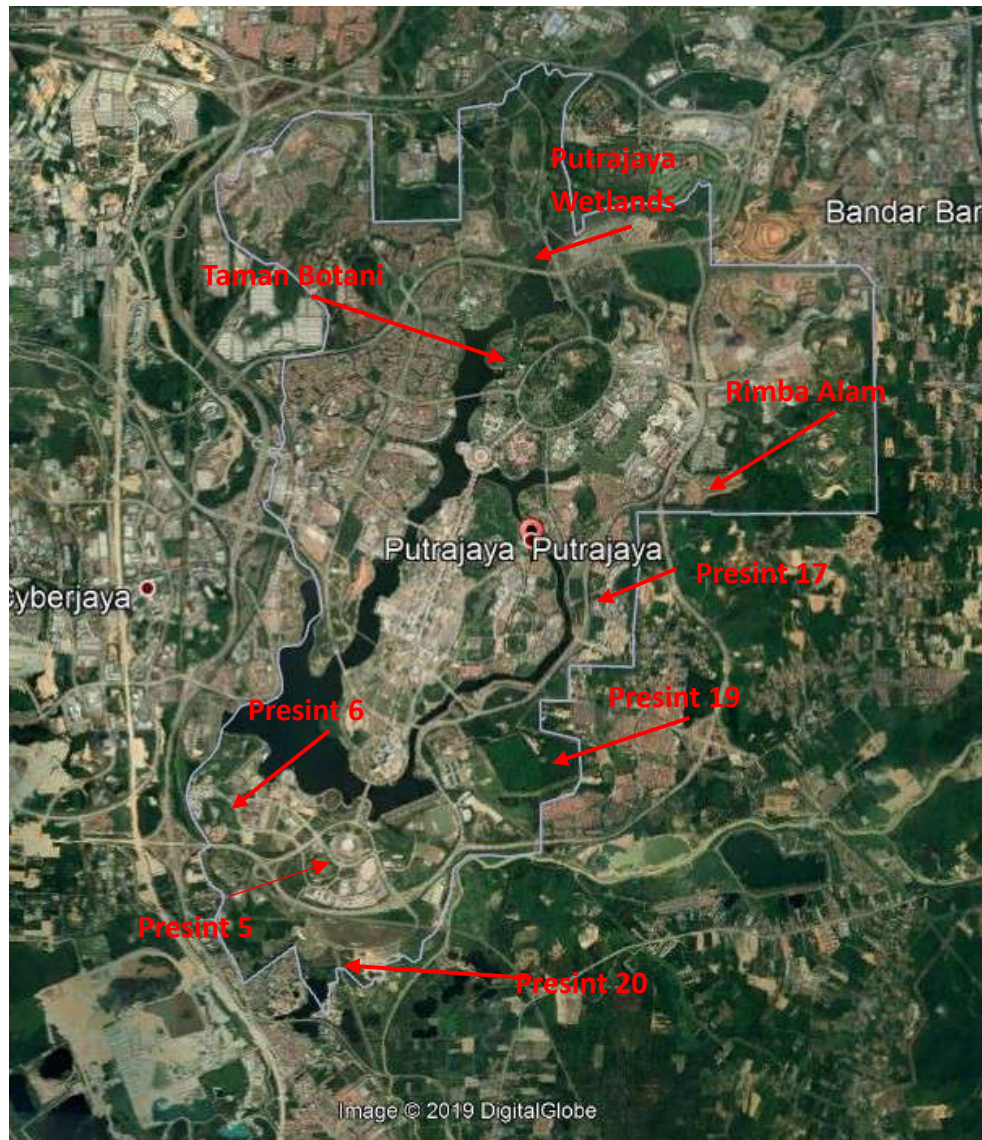 Putrajaya
Wetlands
Bandar Bar
Taman Botani
Rimba Alam
Putrajaya Putrajaya
Presint 17
Cyberjaya
Presint 19
Presint 6
Presint 5
Presint 20
Image © 2019 DigitalGlobe